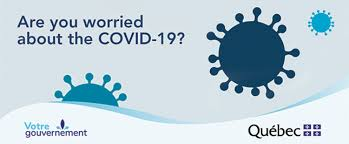 Are you worried
about the COVID-19?
Votre
gouvernement
Québec